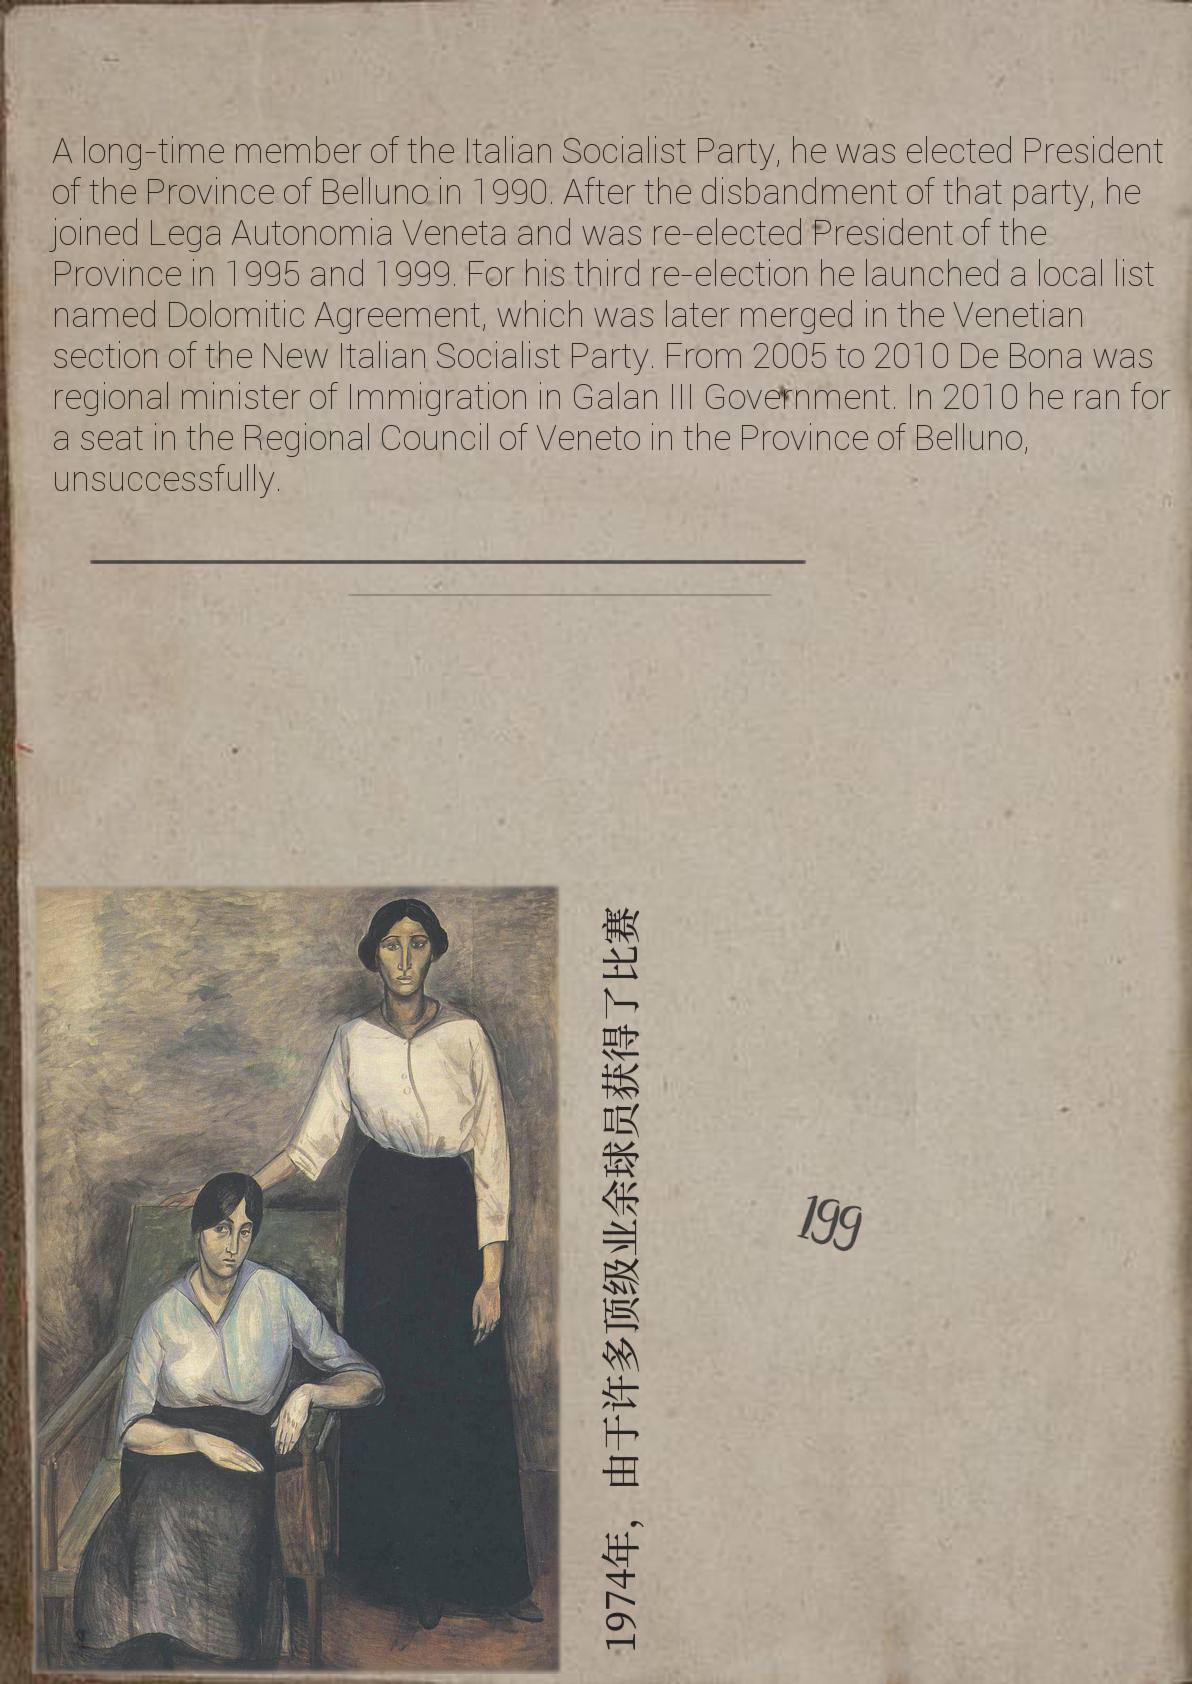 A long-time member of the Italian Socialist Party, he was elected President
of the Province of Belluno in 1990. After the disbandment of that party, he
joined Lega Autonomia Veneta and was re-elected President of the
Province in 1995 and 1999. For his third re-election he launched a local list
named Dolomitic Agreement, which was later merged in the Venetian
section of the New Italian Socialist Party. From 2005 to 2010 De Bona was
regional minister of Immigration in Galan III Government. In 2010 he ran for
a seat in the Regional Council of Veneto in the Province of Belluno,
unsuccessfully.
1974年，由于许多顶级业余球员获得了比赛
199